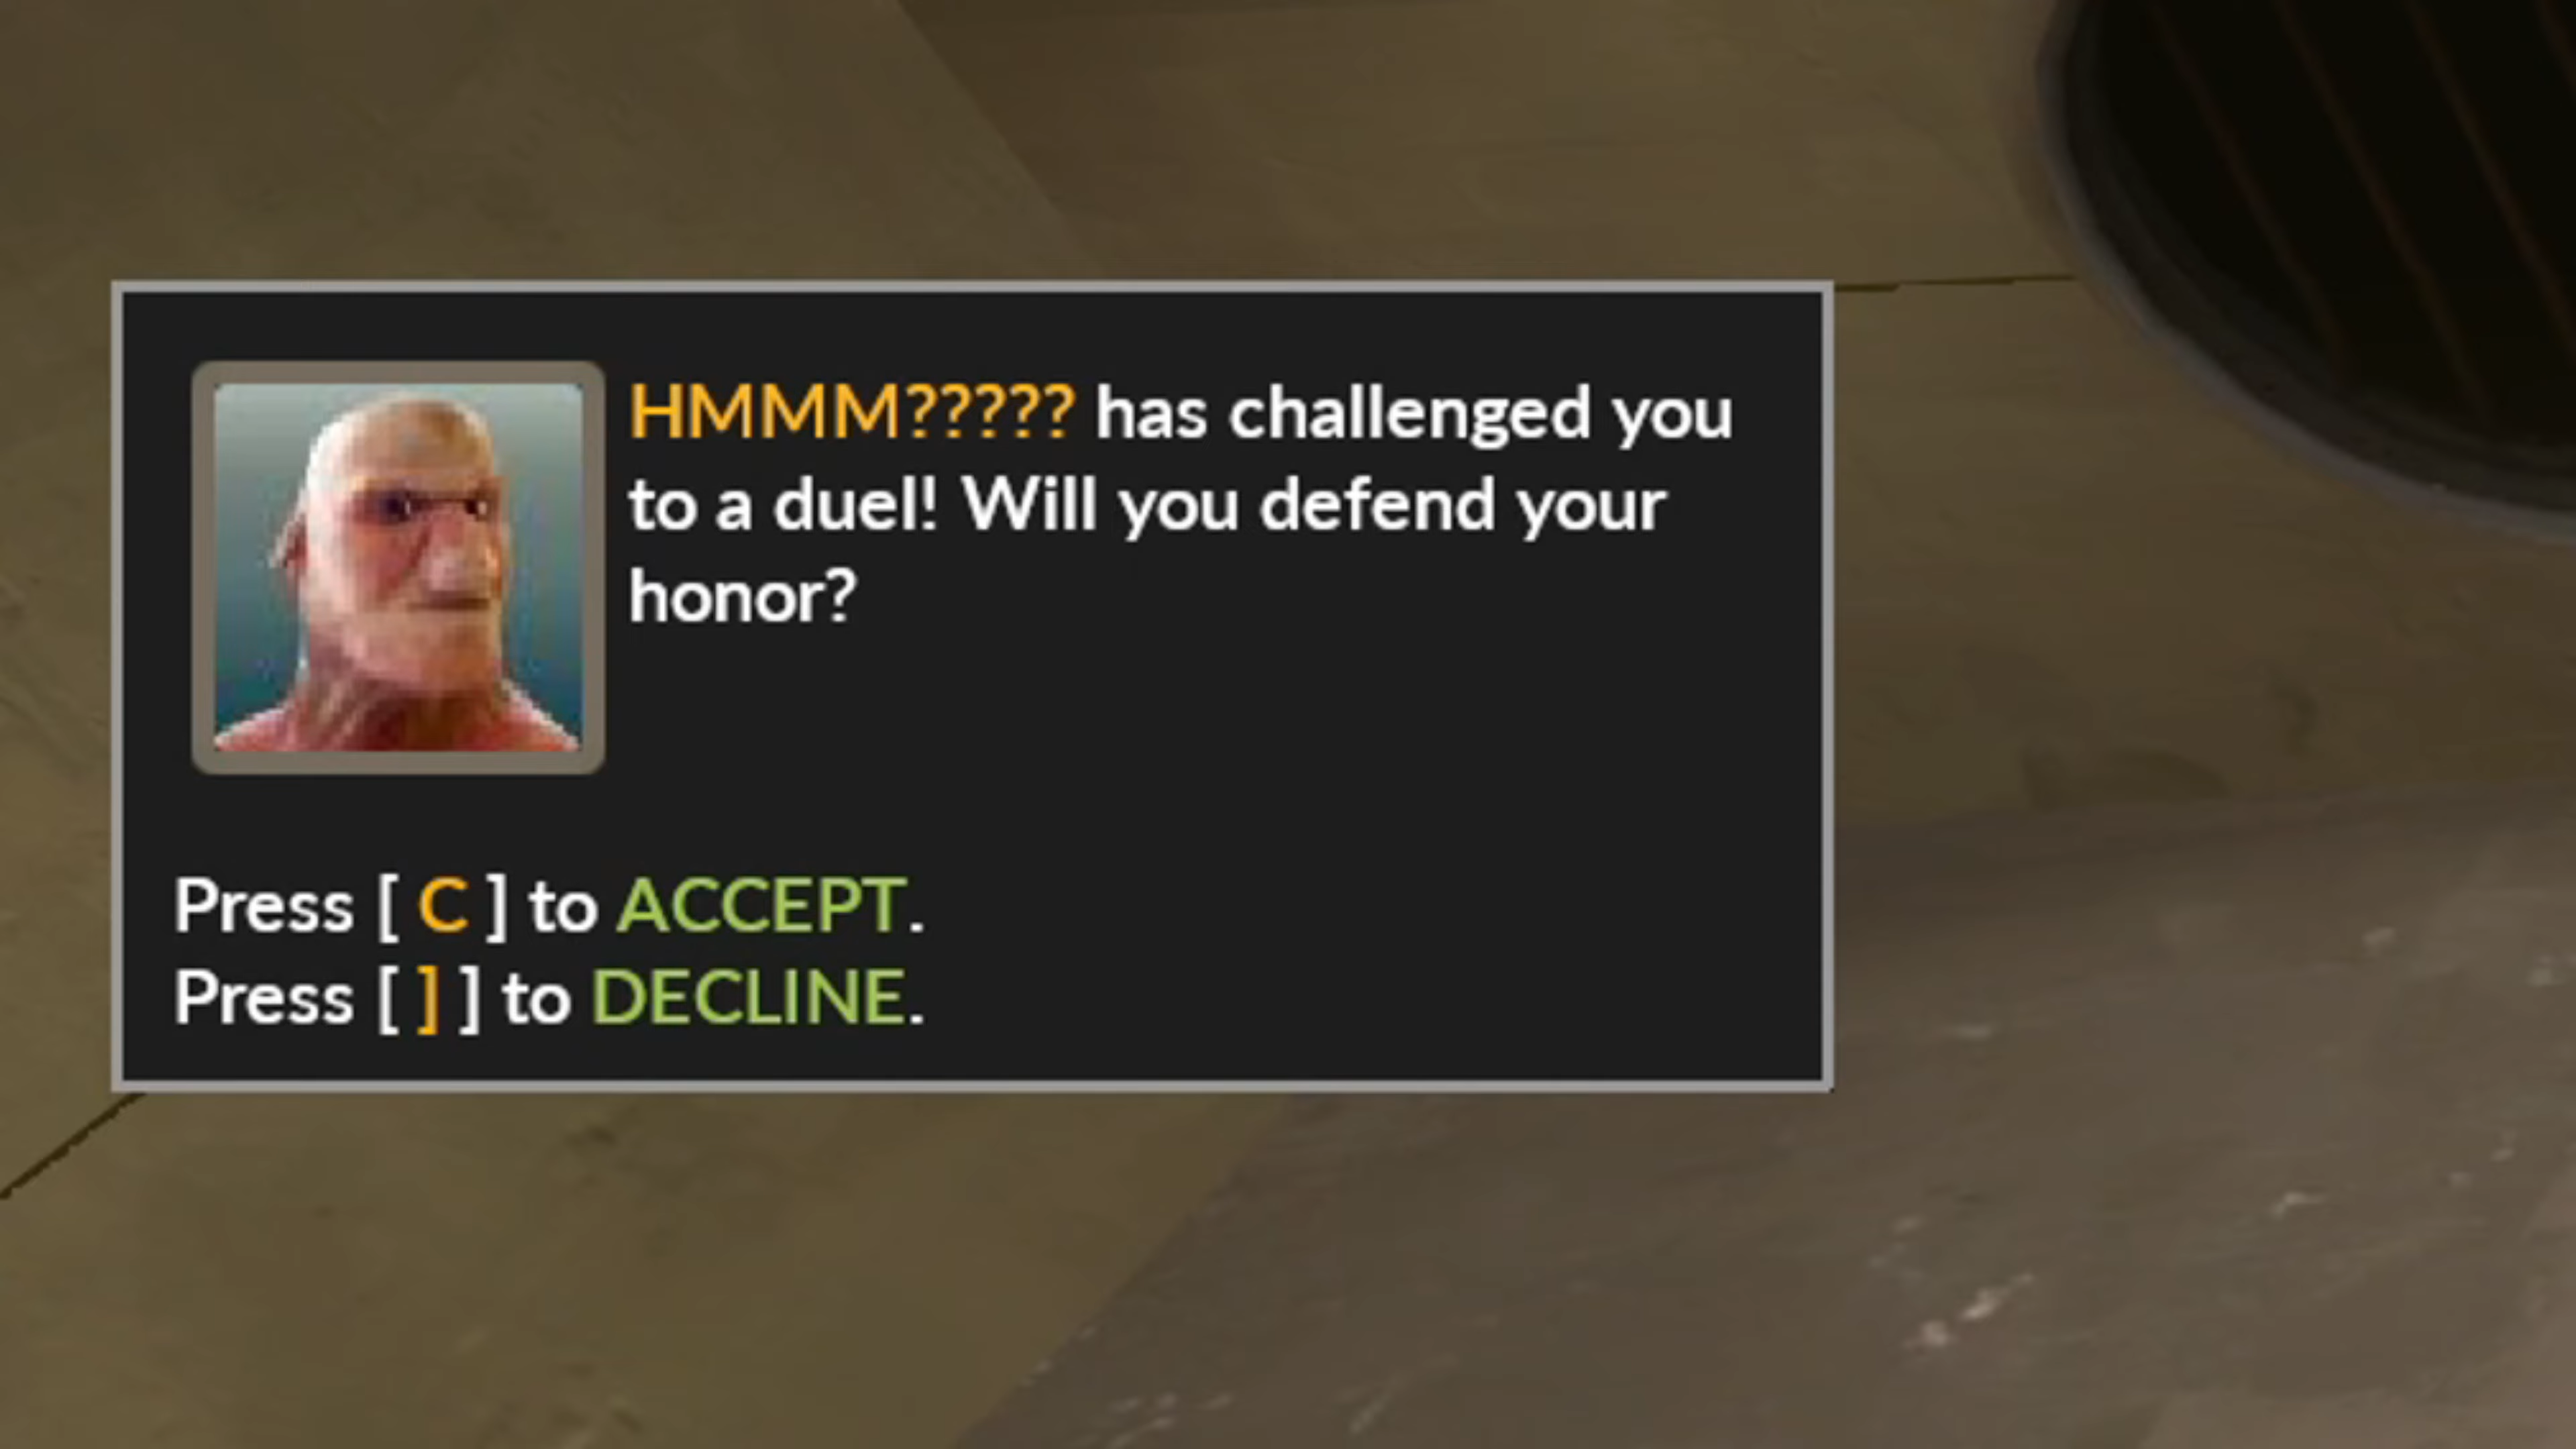 HMMM????? has challenged you
to a duel! Will you defend your
honor?
Press [ C ] to ACCEPT.
Press [ ] ] to DECLINE.